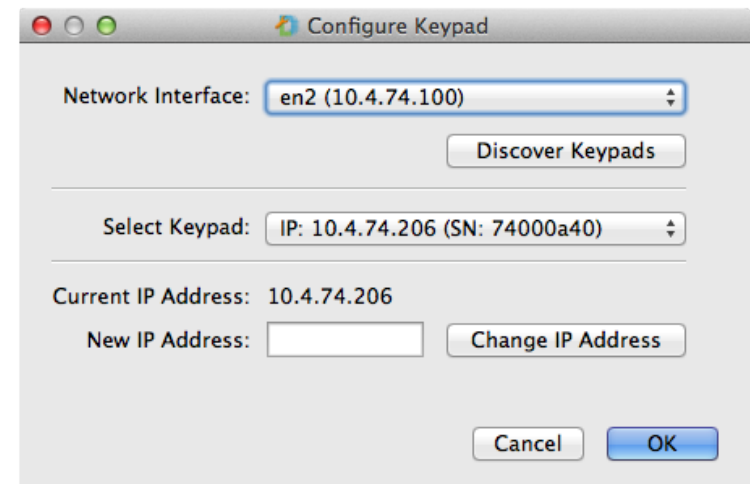 Configure Keypad
Network Interface: en2 (10.4.74.100)
Discover Keypads
Select Keypad: IP: 10.4.74.206 (SN: 74000a40)
Current IP Address: 10.4.74.206
New IP Address: Change IP Address
Cancel OK